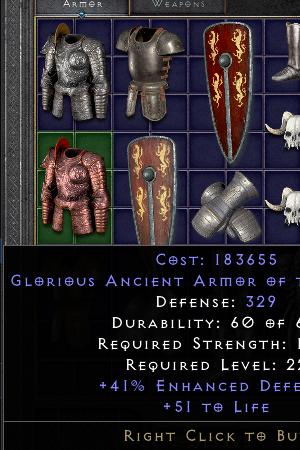 Armor Weapons
Cost: 183655
Glorious Ancient Armor of
Defense: 329
Durability: 60 of
Required Strength:
Required Level:
+41% Enhanced
+51 to Life
Right Click to